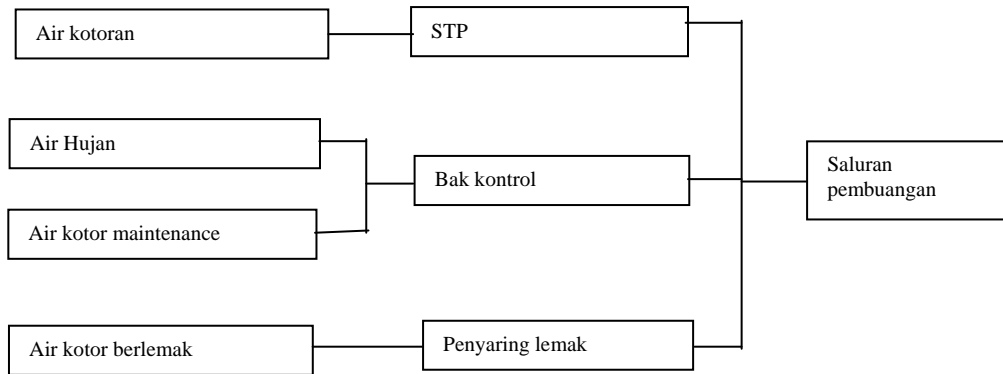 Air kotoran
STP
Air Hujan
Bak kontrol
Saluran
pembuangan
Air kotor maintenance
Air kotor berlemak
Penyaring lemak